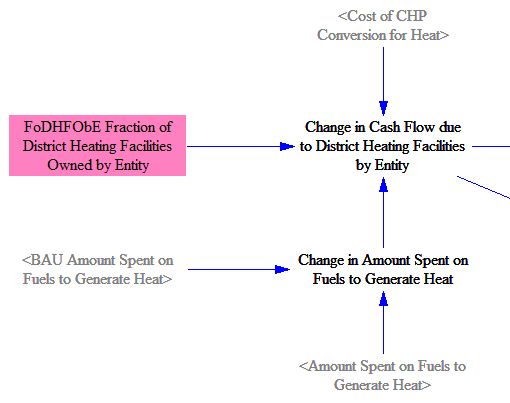 <Cost of CHP
Conversion for Heat>
FoDHFObE Fraction of
District Heating Facilities
Owned by Entity
Change in Cash Flow due
to District Heating Facilities
by Entity
<BAU Amount Spent on
Fuels to Generate Heat>
Change in Amount Spent on
Fuels to Generate Heat
<Amount Spent on Fuels to
Generate Heat>